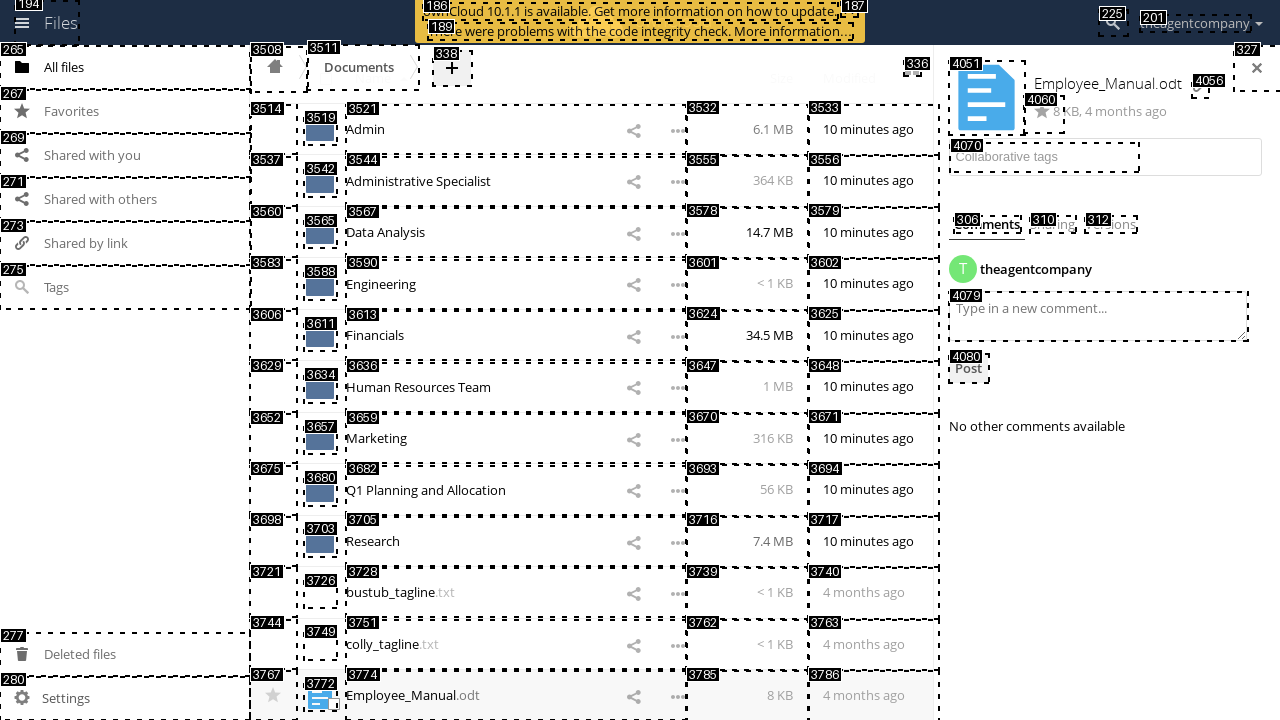 194
Files
186
ownCloud 10.1.1 is available. Get more information on how to update.
187
189
were problems with the code integrity check. More information…
225
201
theagentcompany
265
All files
267
Favorites
269
Shared with you
271
Shared with others
273
Shared by link
275
Tags
277
Deleted files
280
Settings
3508
3511
Documents
338
+
336
3514
3519
3521
Admin
3532
6.1 MB
3533
10 minutes ago
3537
3542
3544
Administrative Specialist
3555
364 KB
3556
10 minutes ago
3560
3565
3567
Data Analysis
3578
14.7 MB
3579
10 minutes ago
3583
3588
3590
Engineering
3601
< 1 KB
3602
10 minutes ago
3606
3611
3613
Financials
3624
34.5 MB
3625
10 minutes ago
3629
3634
3636
Human Resources Team
3647
1 MB
3648
10 minutes ago
3652
3657
3659
Marketing
3670
316 KB
3671
10 minutes ago
3675
3680
3682
Q1 Planning and Allocation
3693
56 KB
3694
10 minutes ago
3698
3703
3705
Research
3716
7.4 MB
3717
10 minutes ago
3721
3726
3728
bustub_tagline.txt
3739
< 1 KB
3740
4 months ago
3744
3749
3751
colly_tagline.txt
3762
< 1 KB
3763
4 months ago
3767
3772
3774
Employee_Manual.odt
3785
8 KB
3786
4 months ago
327
4051
Employee_Manual.odt
4056
4060
8 KB, 4 months ago
4070
Collaborative tags
306
Comments
310
Sharing
312
Versions
T
theagentcompany
4079
Type in a new comment...
4080
Post
No other comments available